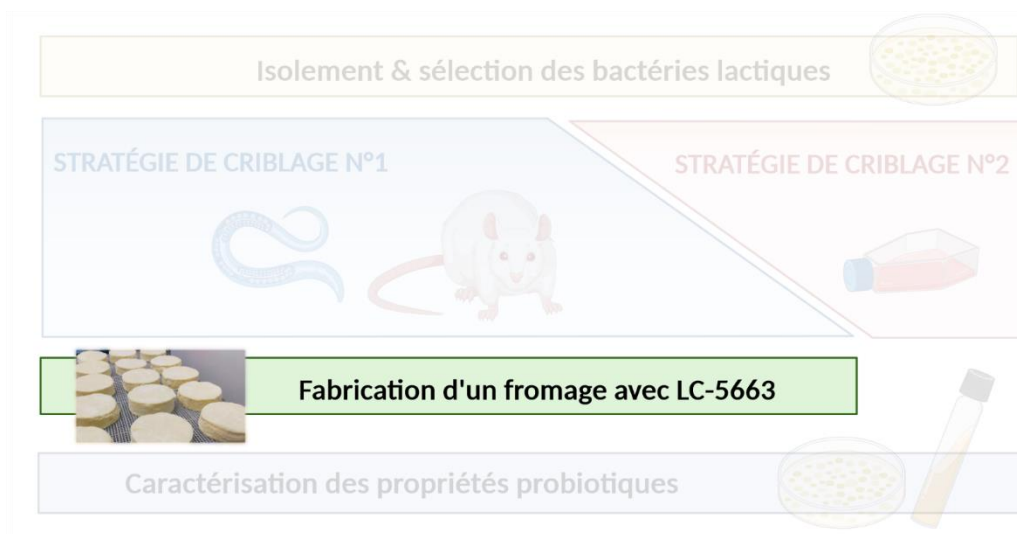 Isolement & sélection des bactéries lactiques
STRATÉGIE DE CRIBLAGE N°1
STRATÉGIE DE CRIBLAGE N°2
Fabrication d'un fromage avec LC-5663
Caractérisation des propriétés probiotiques